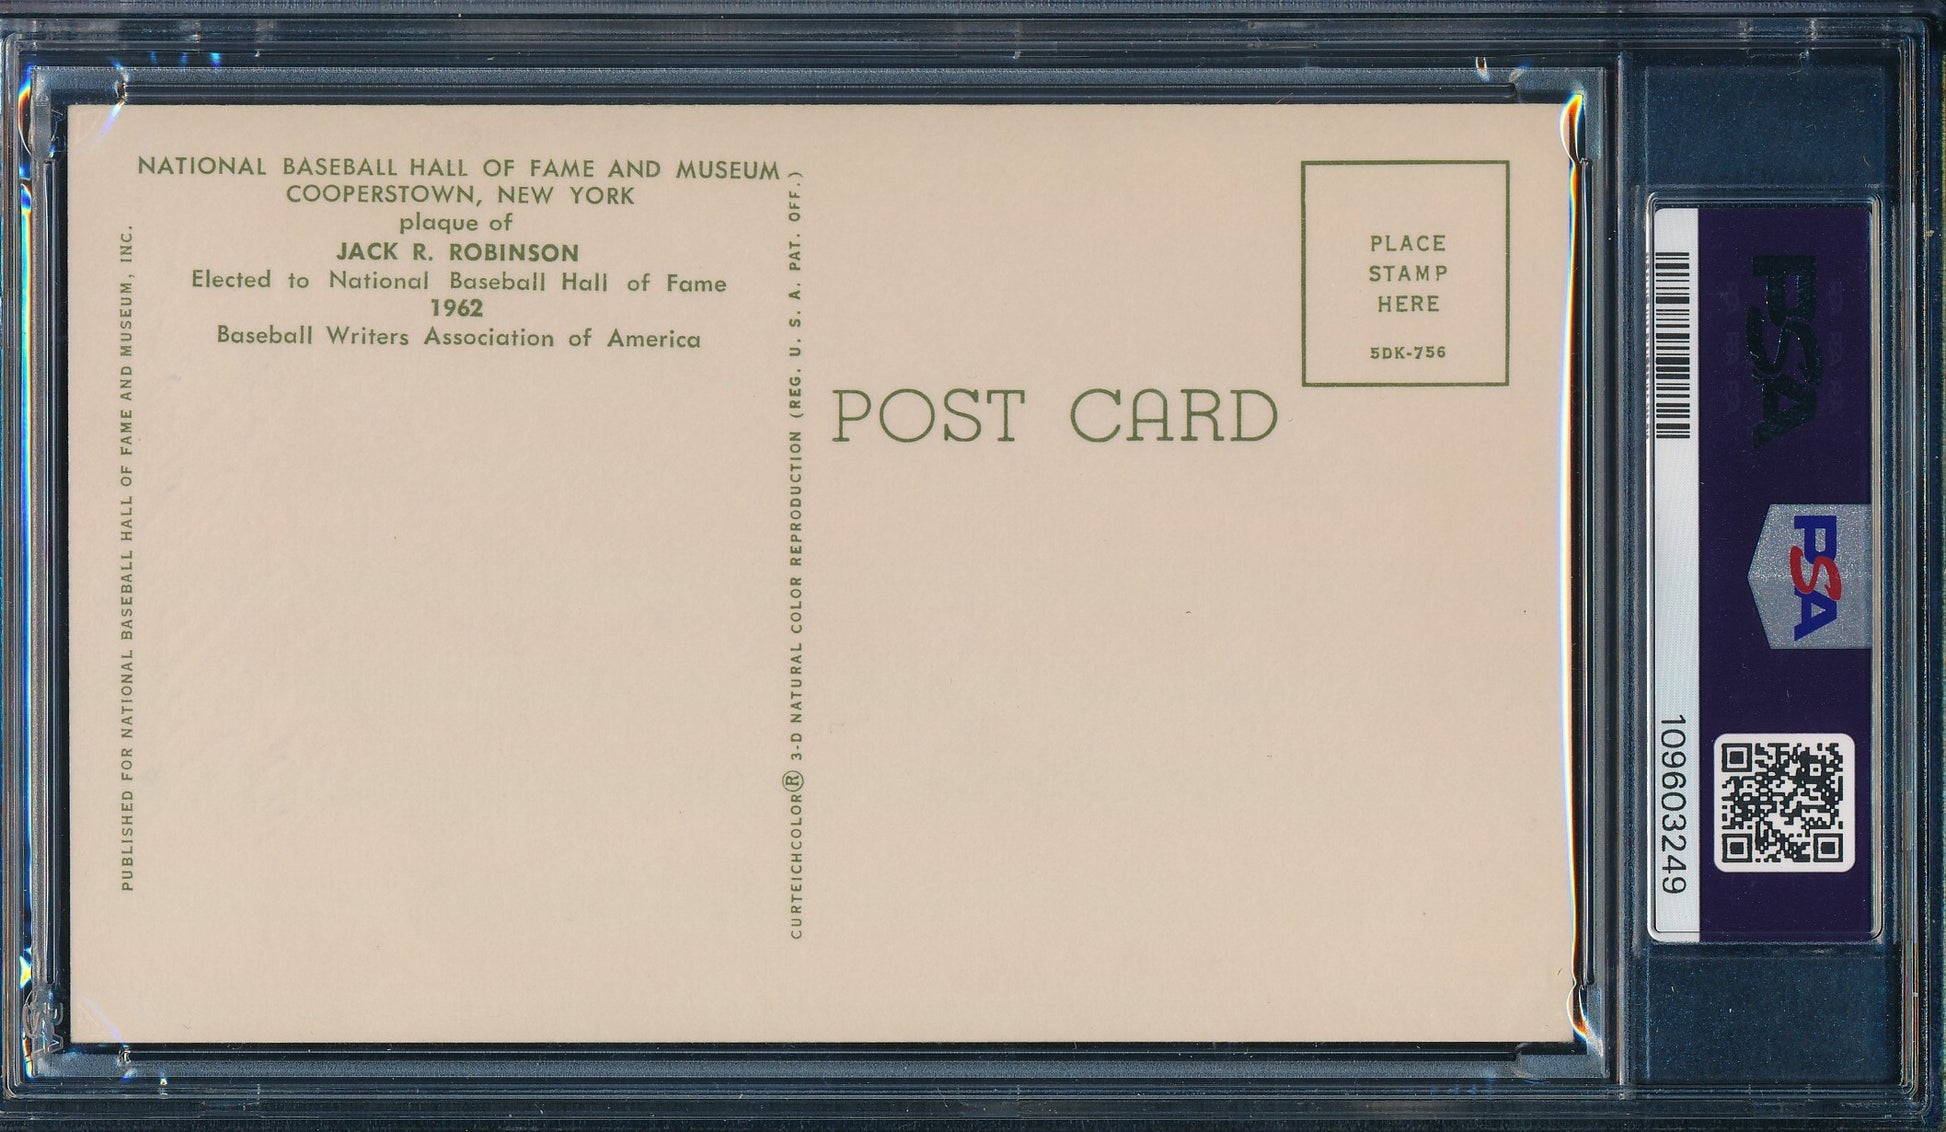 NATIONAL BASEBALL HALL OF FAME AND MUSEUM
COOPERSTOWN, NEW YORK
plaque of
JACK R. ROBINSON
Elected to National Baseball Hall of Fame
1962
Baseball Writers Association of America
PUBLISHED FOR NATIONAL BASEBALL HALL OF FAME AND MUSEUM, INC.
CURTEICHCOLOR® 3-D NATURAL COLOR REPRODUCTION (REG. U. S. A. PAT. OFF.)
POST CARD
PLACE
STAMP
HERE
5DK-756
PSA
PSA
109603249